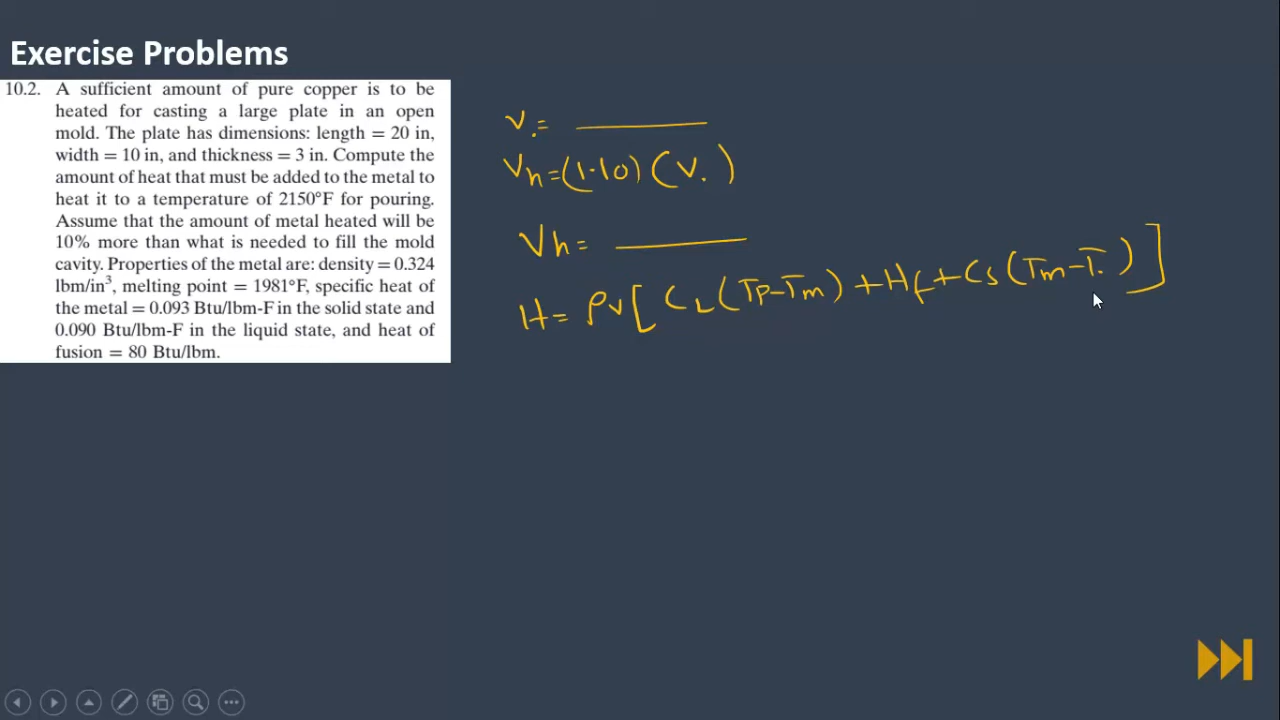 Exercise Problems
10.2. A sufficient amount of pure copper is to be
heated for casting a large plate in an open
mold. The plate has dimensions: length = 20 in,
width = 10 in, and thickness = 3 in. Compute the
amount of heat that must be added to the metal to
heat it to a temperature of 2150°F for pouring.
Assume that the amount of metal heated will be
10% more than what is needed to fill the mold
cavity. Properties of the metal are: density = 0.324
lbm/in³, melting point = 1981°F, specific heat of
the metal = 0.093 Btu/lbm-F in the solid state and
0.090 Btu/lbm-F in the liquid state, and heat of
fusion = 80 Btu/lbm.
V. = ______
Vh = (1.10) (V.)
Vh = ______
H = ρV[CL(Tp-Tm) + Hf + Cs(Tm-T.)]